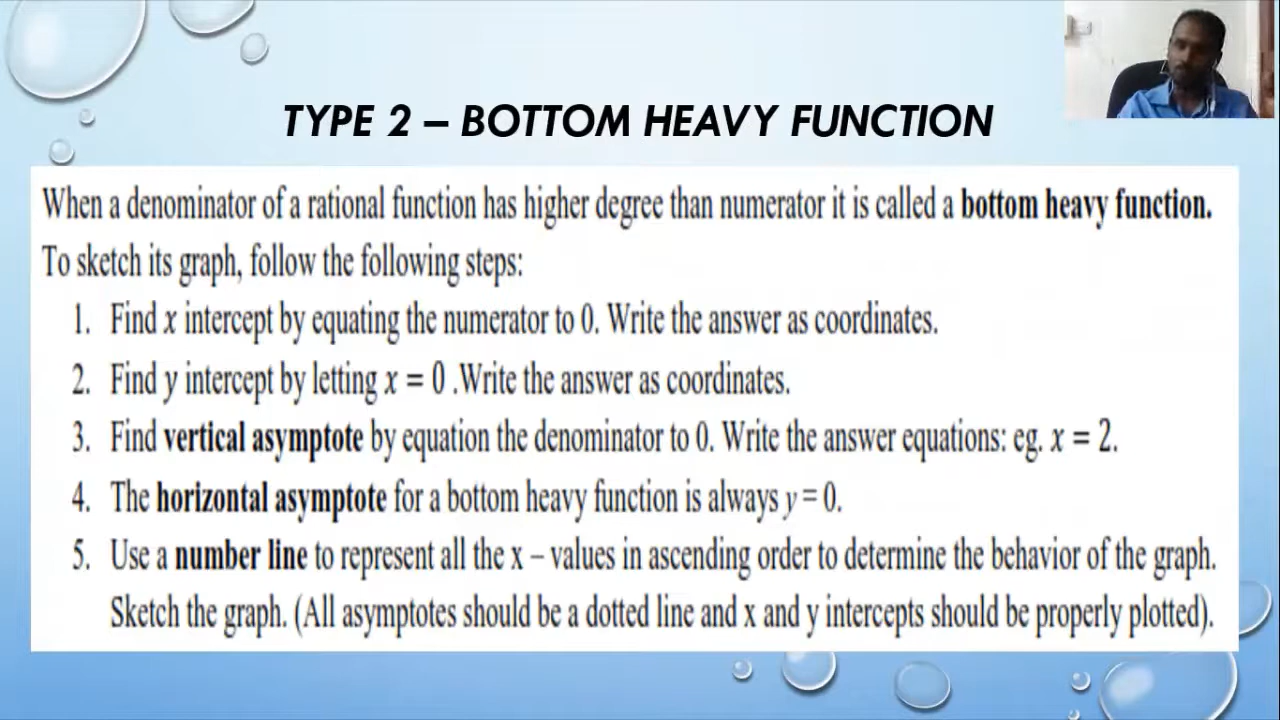 TYPE 2 – BOTTOM HEAVY FUNCTION
When a denominator of a rational function has higher degree than numerator it is called a bottom heavy function.
To sketch its graph, follow the following steps:
1. Find x intercept by equating the numerator to 0. Write the answer as coordinates.
2. Find y intercept by letting x = 0 .Write the answer as coordinates.
3. Find vertical asymptote by equation the denominator to 0. Write the answer equations: eg. x = 2.
4. The horizontal asymptote for a bottom heavy function is always y = 0.
5. Use a number line to represent all the x – values in ascending order to determine the behavior of the graph.
Sketch the graph. (All asymptotes should be a dotted line and x and y intercepts should be properly plotted).